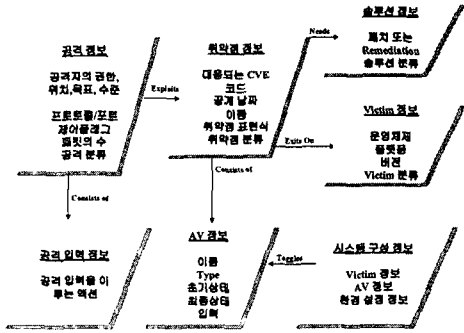 공격 정보
공격자의 권한,
위치,목표, 수준
프로토콜/포트
제어플래그
패킷의 수
공격 분류
Exploits
취약점 정보
대응되는 CVE
코드
공개 날짜
이름
취약점 표현식
취약점 분류
Needs
솔루션 정보
패치 또는
Remediation
솔루션 분류
Exits On
Victim 정보
운영체제
플랫폼
버전
Victim 분류
Consists of
Consists of
공격 입력 정보
공격 입력을 이
루는 액션
AV 정보
이름
Type
초기상태
최종상태
입력
Toggles
시스템 구성 정보
Victim 정보
AV 정보
환경 설정 정보